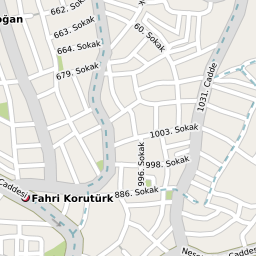 662. Sokak
oğan
663. Sokak
60. Sokak
664. Sokak
679. Sokak
1031. Cadde
1003. Sokak
996. Sokak
998. Sokak
886. Sokak
Caddesi
Fahri Korutürk